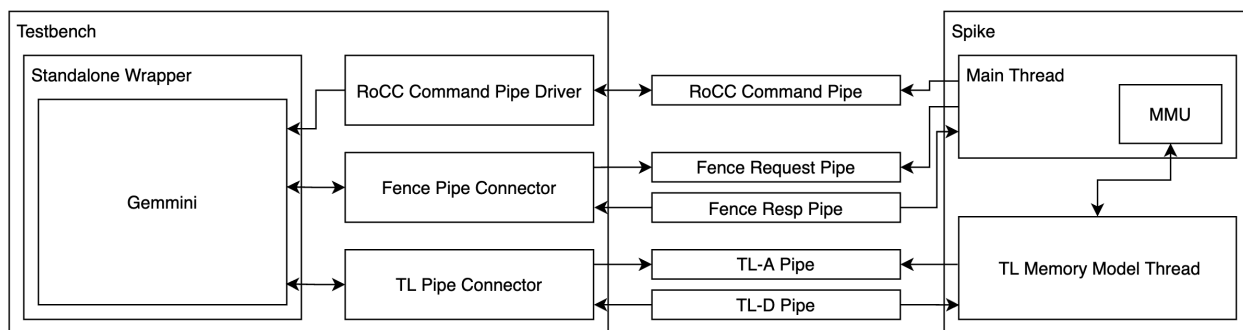 Testbench
Spike
Standalone Wrapper
Main Thread
RoCC Command Pipe Driver
RoCC Command Pipe
MMU
Fence Request Pipe
Gemmini
Fence Pipe Connector
Fence Resp Pipe
TL-A Pipe
TL Pipe Connector
TL Memory Model Thread
TL-D Pipe